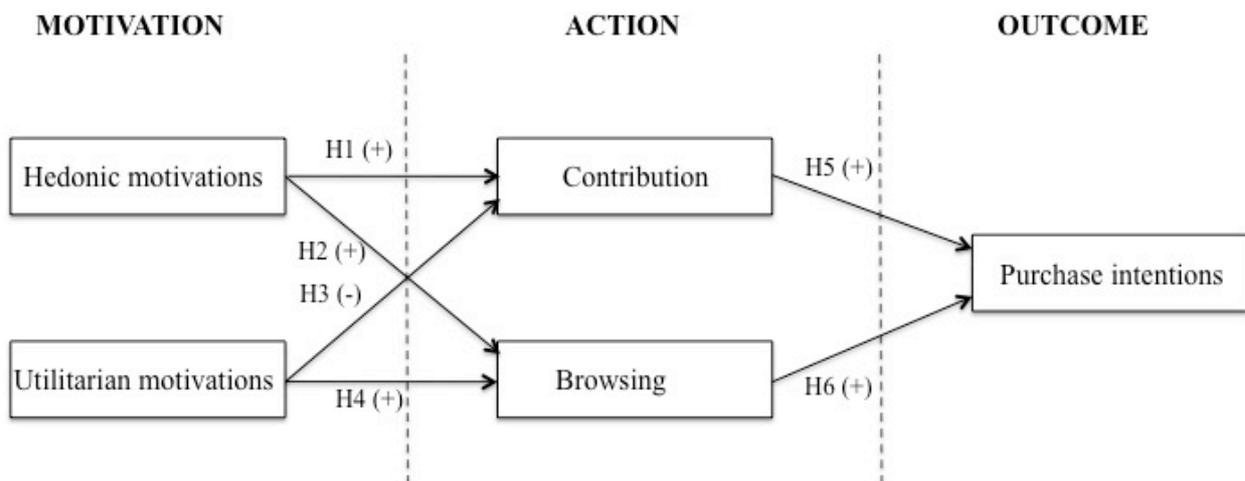 MOTIVATION ACTION OUTCOME
H1 (+)
Hedonic motivations Contribution H5 (+)
H2 (+)
H3 (-)
Purchase intentions
Utilitarian motivations Browsing
H4 (+) H6 (+)